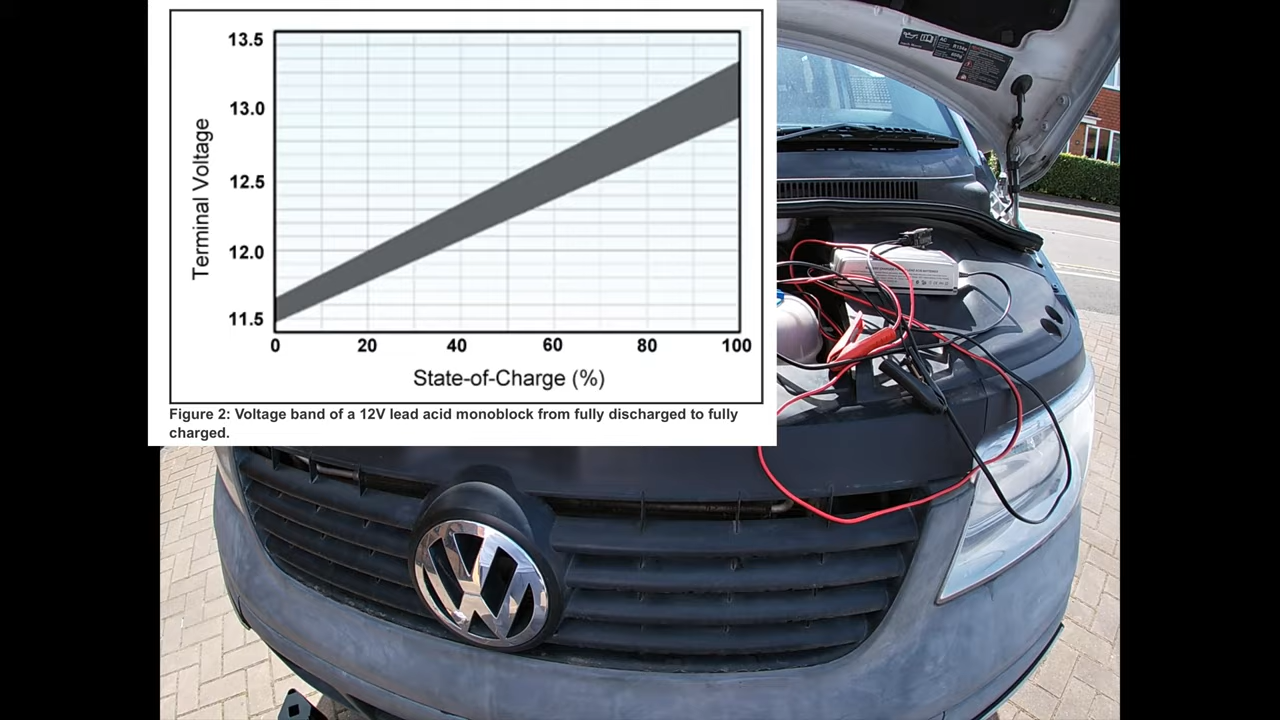 13.5
13.0
12.5
12.0
11.5
Terminal Voltage
0 20 40 60 80 100
State-of-Charge (%)
Figure 2: Voltage band of a 12V lead acid monoblock from fully discharged to fully
charged.